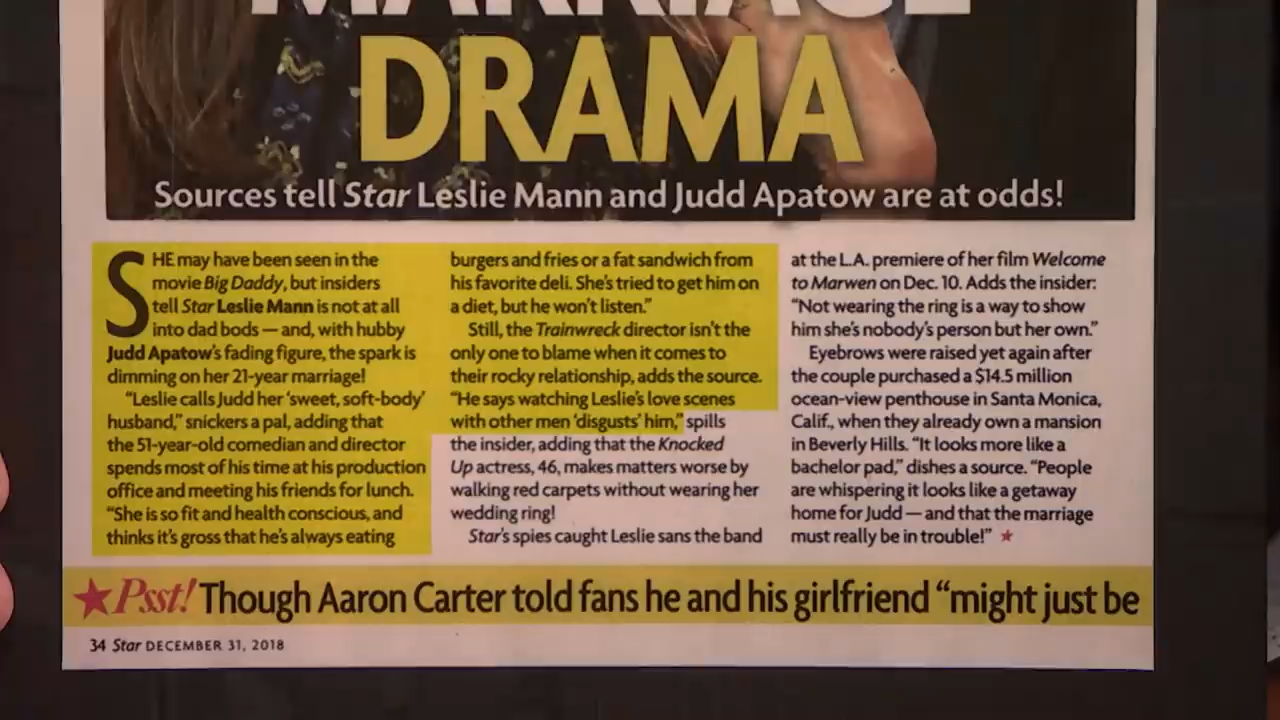 MARRIAGE
DRAMA
Sources tell Star Leslie Mann and Judd Apatow are at odds!
SHE may have been seen in the
movie Big Daddy, but insiders
tell Star Leslie Mann is not at all
into dad bods — and, with hubby
Judd Apatow's fading figure, the spark is
dimming on her 21-year marriage!
"Leslie calls Judd her 'sweet, soft-body'
husband," snickers a pal, adding that
the 51-year-old comedian and director
spends most of his time at his production
office and meeting his friends for lunch.
"She is so fit and health conscious, and
thinks it's gross that he's always eating
burgers and fries or a fat sandwich from
his favorite deli. She's tried to get him on
a diet, but he won't listen."
Still, the Trainwreck director isn't the
only one to blame when it comes to
their rocky relationship, adds the source.
"He says watching Leslie's love scenes
with other men 'disgusts' him," spills
the insider, adding that the Knocked
Up actress, 46, makes matters worse by
walking red carpets without wearing her
wedding ring!
Star's spies caught Leslie sans the band
at the L.A. premiere of her film Welcome
to Marwen on Dec. 10. Adds the insider:
"Not wearing the ring is a way to show
him she's nobody's person but her own."
Eyebrows were raised yet again after
the couple purchased a $14.5 million
ocean-view penthouse in Santa Monica,
Calif., when they already own a mansion
in Beverly Hills. "It looks more like a
bachelor pad," dishes a source. "People
are whispering it looks like a getaway
home for Judd — and that the marriage
must really be in trouble!" ★
★Psst! Though Aaron Carter told fans he and his girlfriend "might just be
34 Star DECEMBER 31, 2018